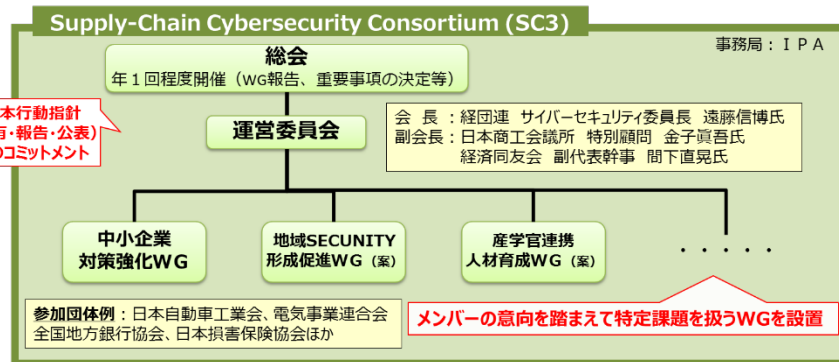 Supply-Chain Cybersecurity Consortium (SC3)
事務局：ＩＰＡ
総会
年１回程度開催（WG報告、重要事項の決定等）
本行動指針
有・報告・公表）
のコミットメント
運営委員会
会　長　：経団連　サイバーセキュリティ委員長　遠藤信博氏
副会長：日本商工会議所　特別顧問　金子眞吾氏
経済同友会　副代表幹事　間下直晃氏
中小企業
対策強化WG
地域SECUNITY
形成促進WG（案）
産学官連携
人材育成WG（案）
・・・・・
参加団体例：日本自動車工業会、電気事業連合会
全国地方銀行協会、日本損害保険協会ほか
メンバーの意向を踏まえて特定課題を扱うWGを設置